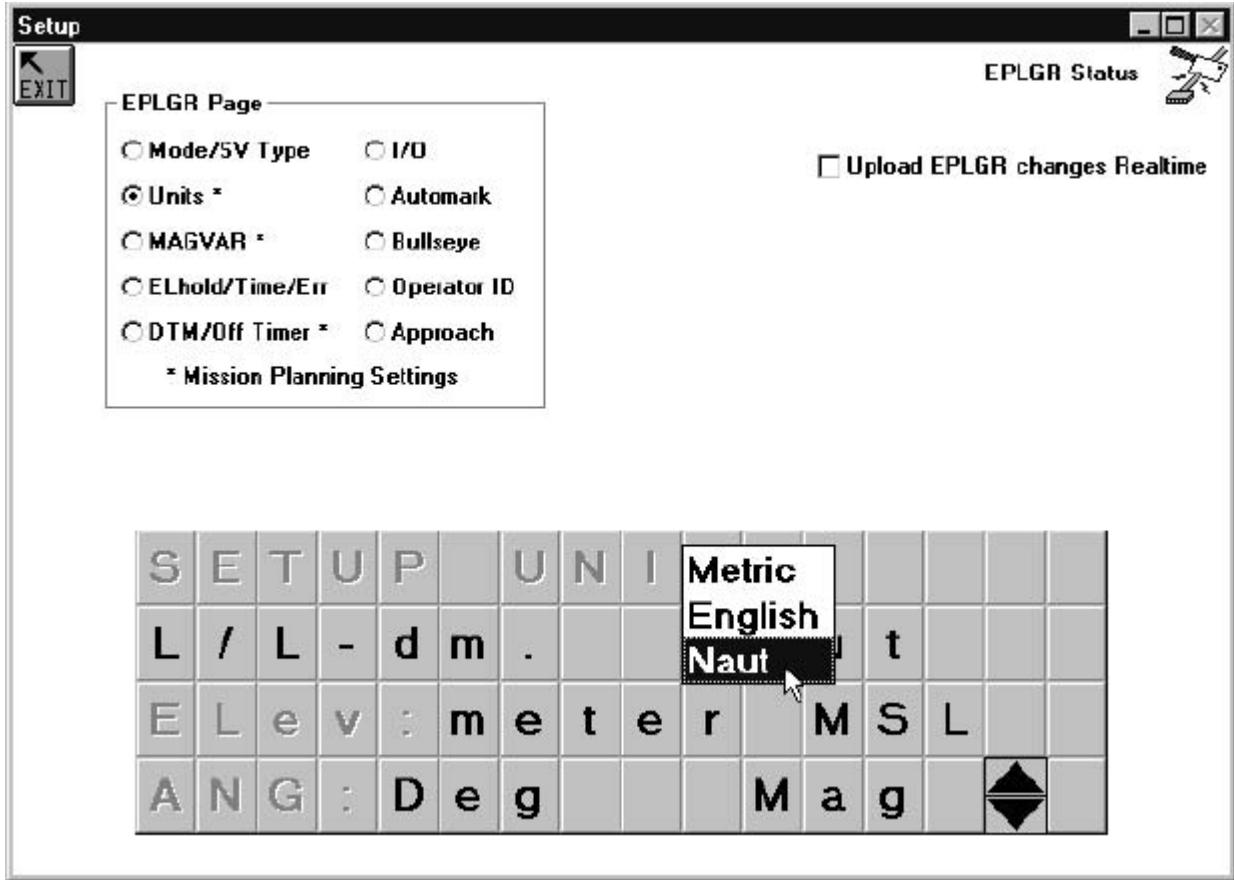 Setup
EXIT
EPLGR Status
EPLGR Page
Mode/5V Type
I/O
Upload EPLGR changes Realtime
Units *
Automark
MAGVAR *
Bullseye
ELhold/Time/Err
Operator ID
DTM/Off Timer *
Approach
* Mission Planning Settings
SETUP UNI
Metric
English
Naut
L/L-dm. ut
ELev:meter MSL
ANG:Deg Mag